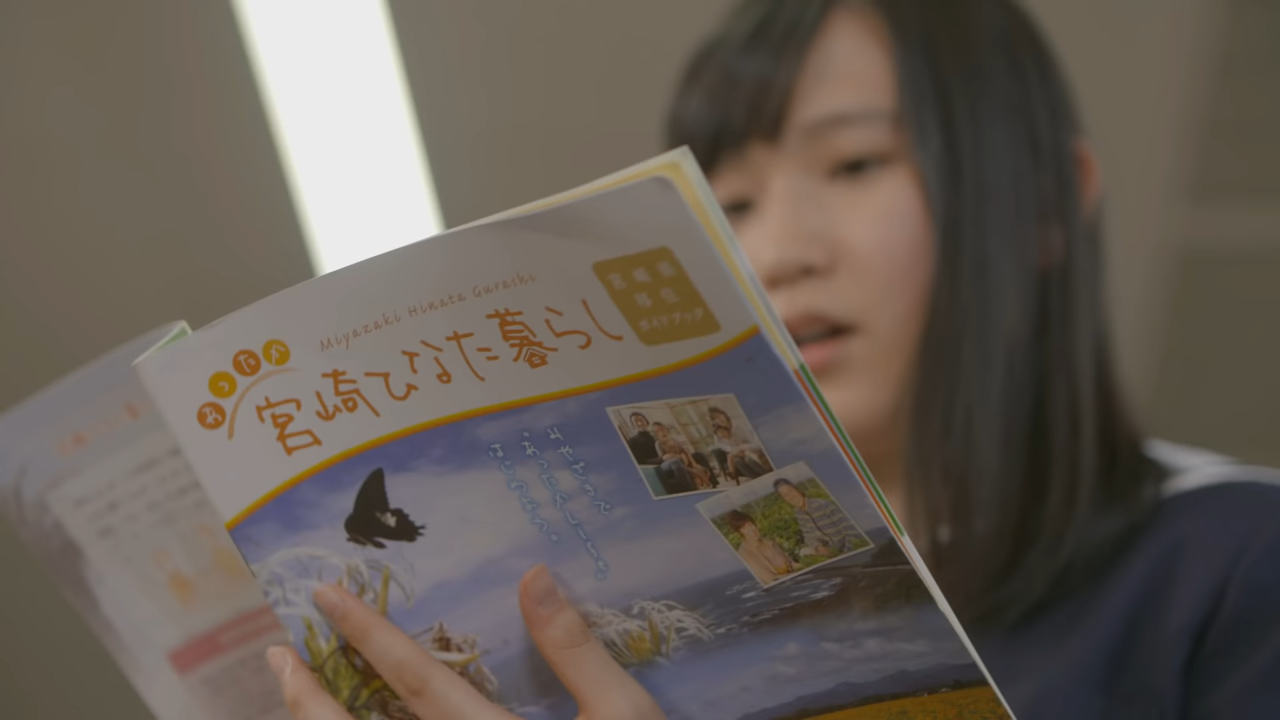 Miyazaki Hinata Gurashi
あったか
宮崎ひなた暮らし
宮崎県
移住
ガイドブック
みやざきで
"あったかくらし"を
はじめよう。